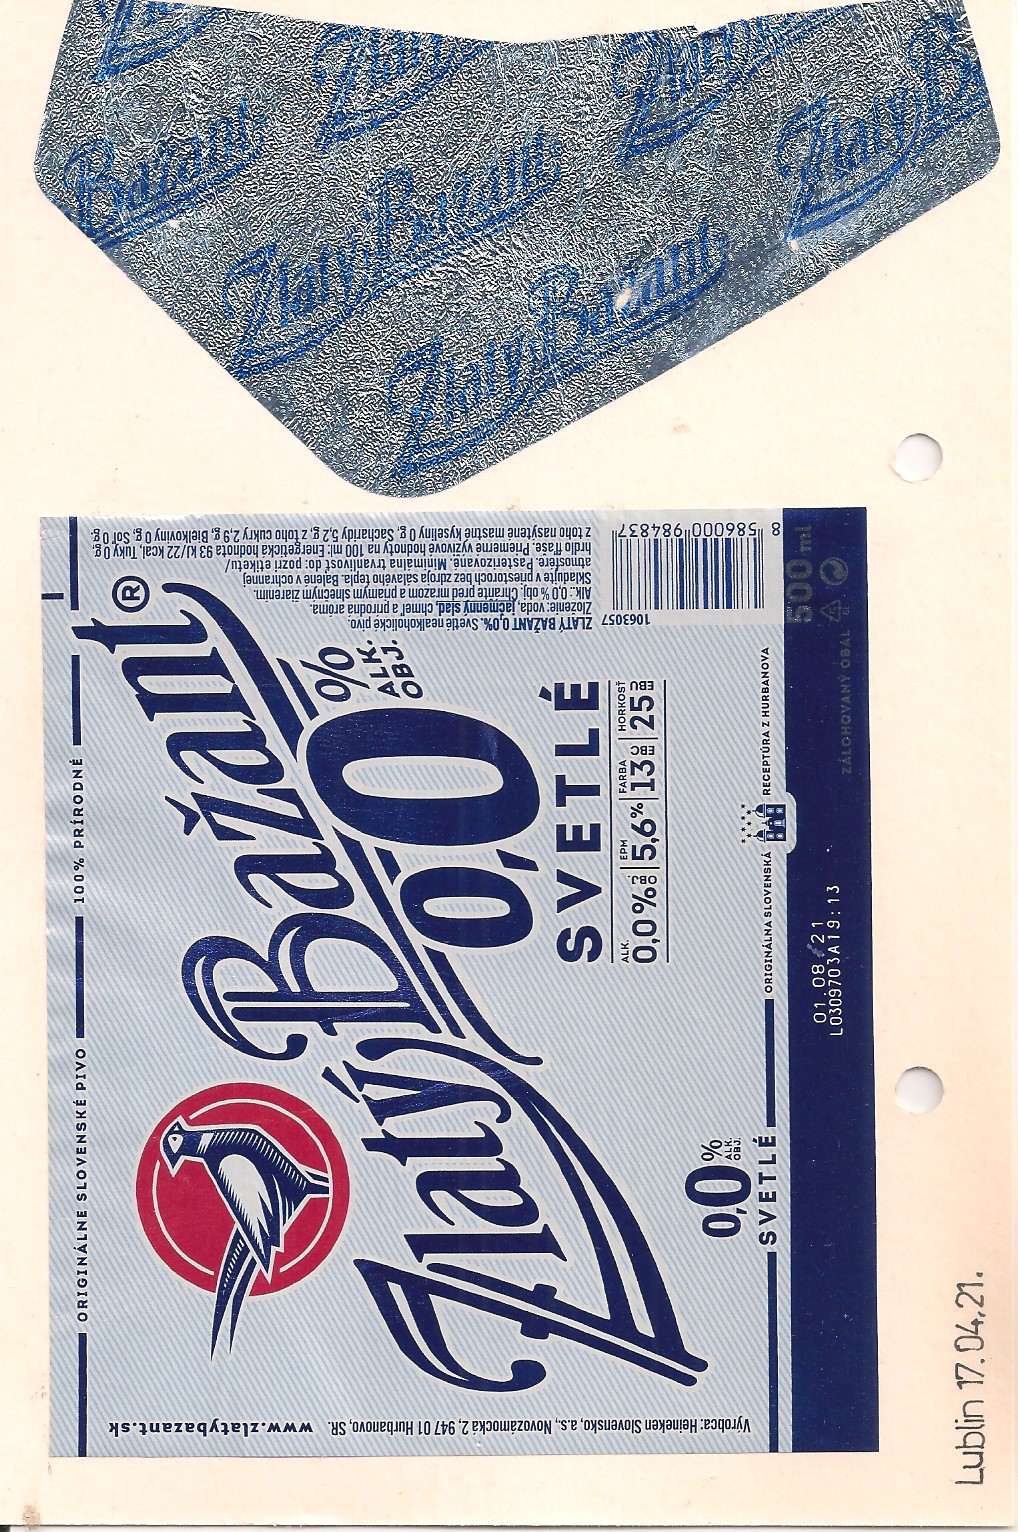 Bažant
Zlatý Bažant
Zlatý Bažant
Zlatý B
ORIGINÁLNE SLOVENSKÉ PIVO
100% PRÍRODNÉ
Zlatý Bažant®
0,0 % ALK. OBJ.
SVETLÉ
ALK. 0,0% OBJ.
EPM 5,6%
FARBA 13 EBC
HORKOSŤ 25 EBU
0,0 % ALK. OBJ.
SVETLÉ
ORIGINÁLNA SLOVENSKÁ
RECEPTÚRA Z HURBANOVA
www.zlatybazant.sk
Výrobca: Heineken Slovensko, a.s., Novozámocká 2, 947 01 Hurbanovo, SR.
ZLATÝ BAŽANT 0,0%. Svetlé nealkoholické pivo.
Zloženie: voda, jačmenný slad, chmeľ a prírodná aróma.
Alk.: 0,0 % obj. Chráňte pred mrazom a priamym slnečným žiarením.
Skladujte v priestoroch bez zdroja sálavého tepla. Balené v ochrannej
atmosfére. Pasterizované. Minimálna trvanlivosť do: pozri etiketu/
hrdlo fľaše. Priemerné výživové hodnoty na 100 ml: Energetická hodnota 93 kJ/22 kcal, Tuky 0 g,
z toho nasýtené mastné kyseliny 0 g, Sacharidy 5,2 g, z toho cukry 2,9 g, Bielkoviny 0 g, Soľ 0 g
1063057
8 586000 984837
500 ml
ZÁLOHOVANÝ OBAL
01.08.21
L0309703A19:13
Lublin 17.04.21.